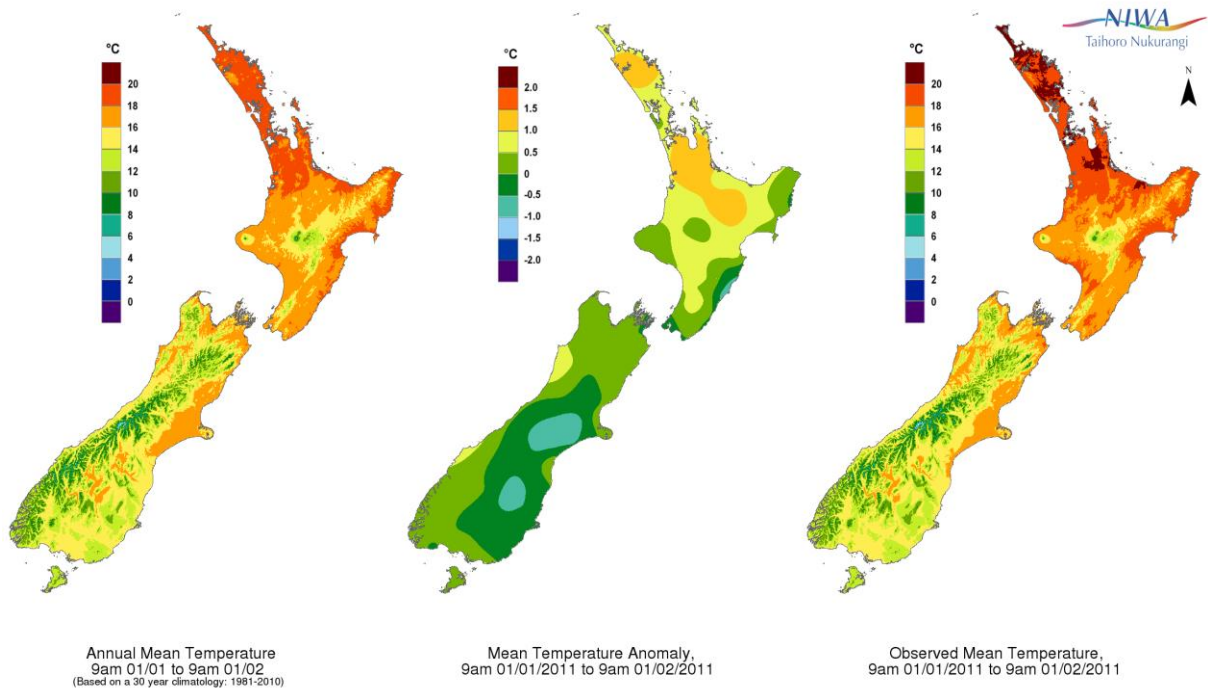 NIWA
Taihoro Nukurangi
N
°C
20
18
16
14
12
10
8
6
4
2
0
°C
2.0
1.5
1.0
0.5
0
-0.5
-1.0
-1.5
-2.0
°C
20
18
16
14
12
10
8
6
4
2
0
Annual Mean Temperature
9am 01/01 to 9am 01/02
(Based on a 30 year climatology: 1981-2010)
Mean Temperature Anomaly,
9am 01/01/2011 to 9am 01/02/2011
Observed Mean Temperature,
9am 01/01/2011 to 9am 01/02/2011